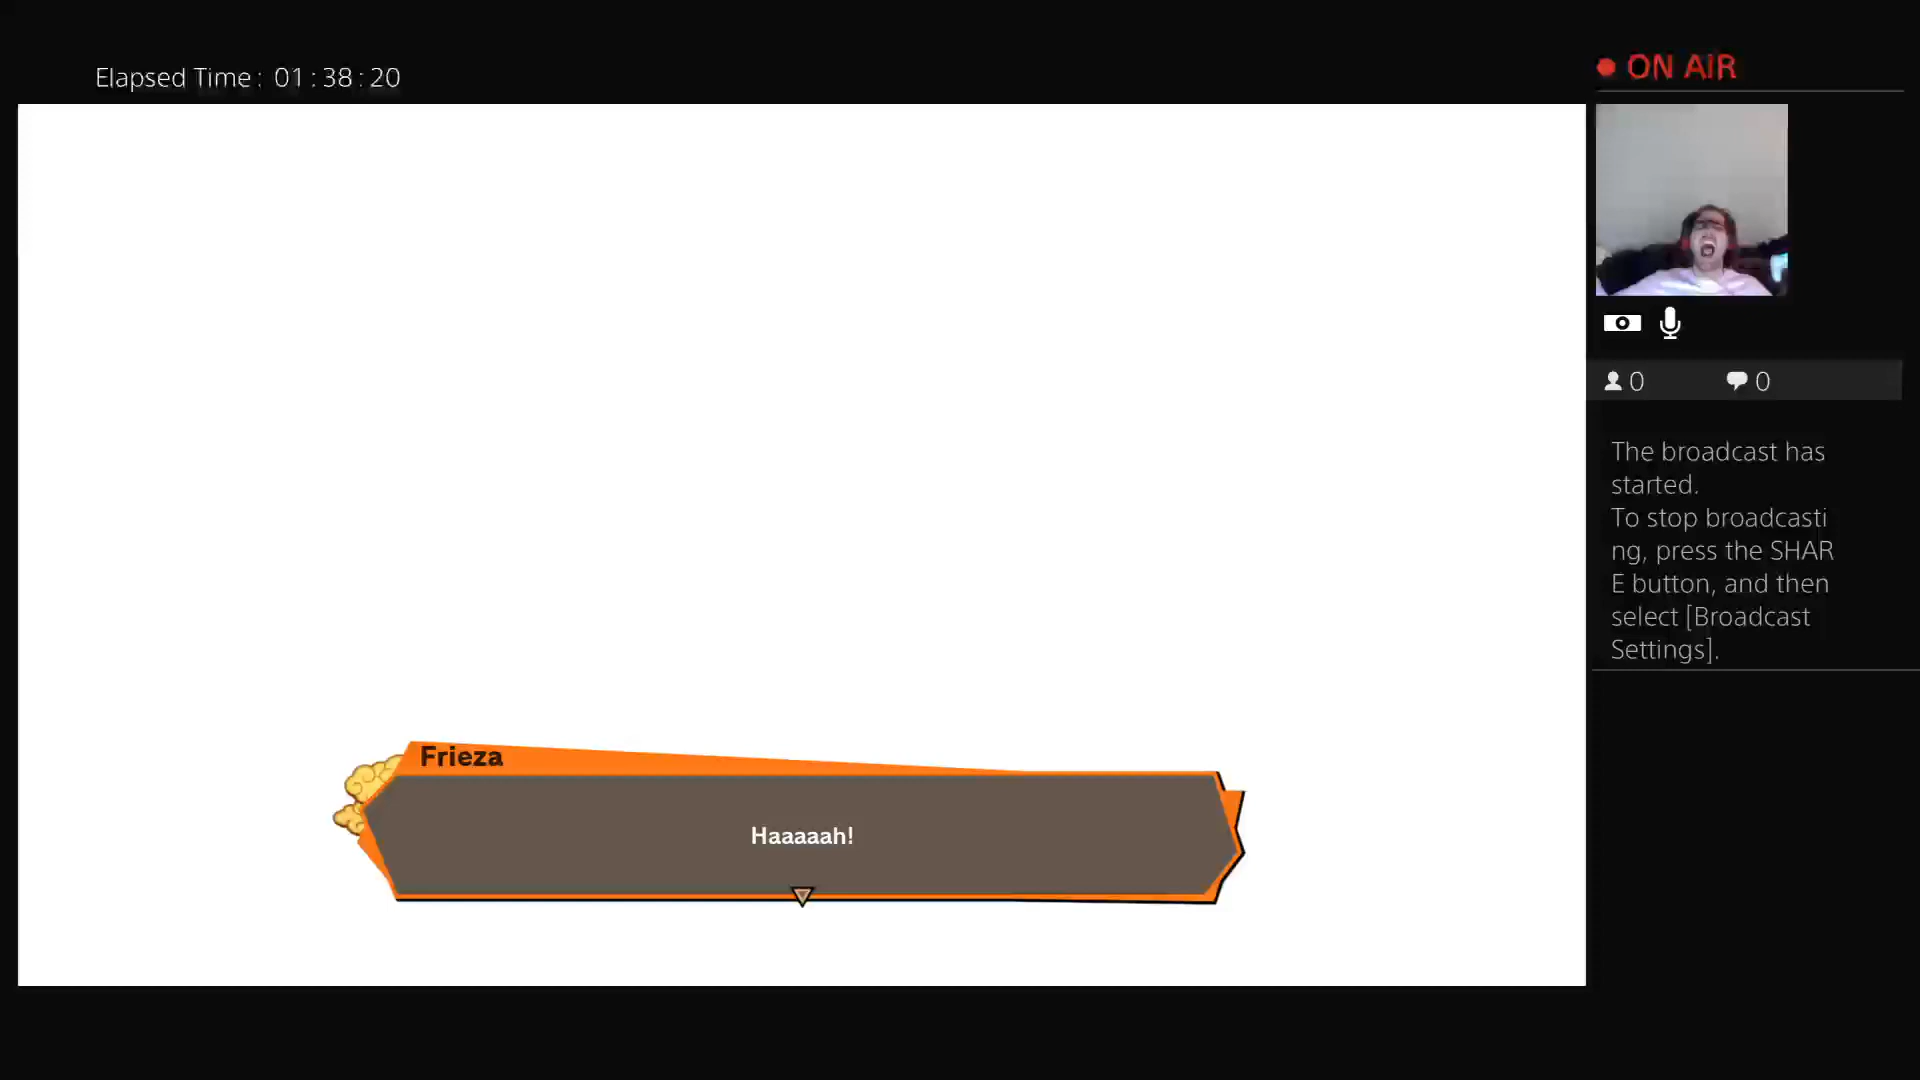 Elapsed Time: 01:38:20
ON AIR
0 0
The broadcast has
started.
To stop broadcasti
ng, press the SHAR
E button, and then
select [Broadcast
Settings].
Frieza
Haaaaah!